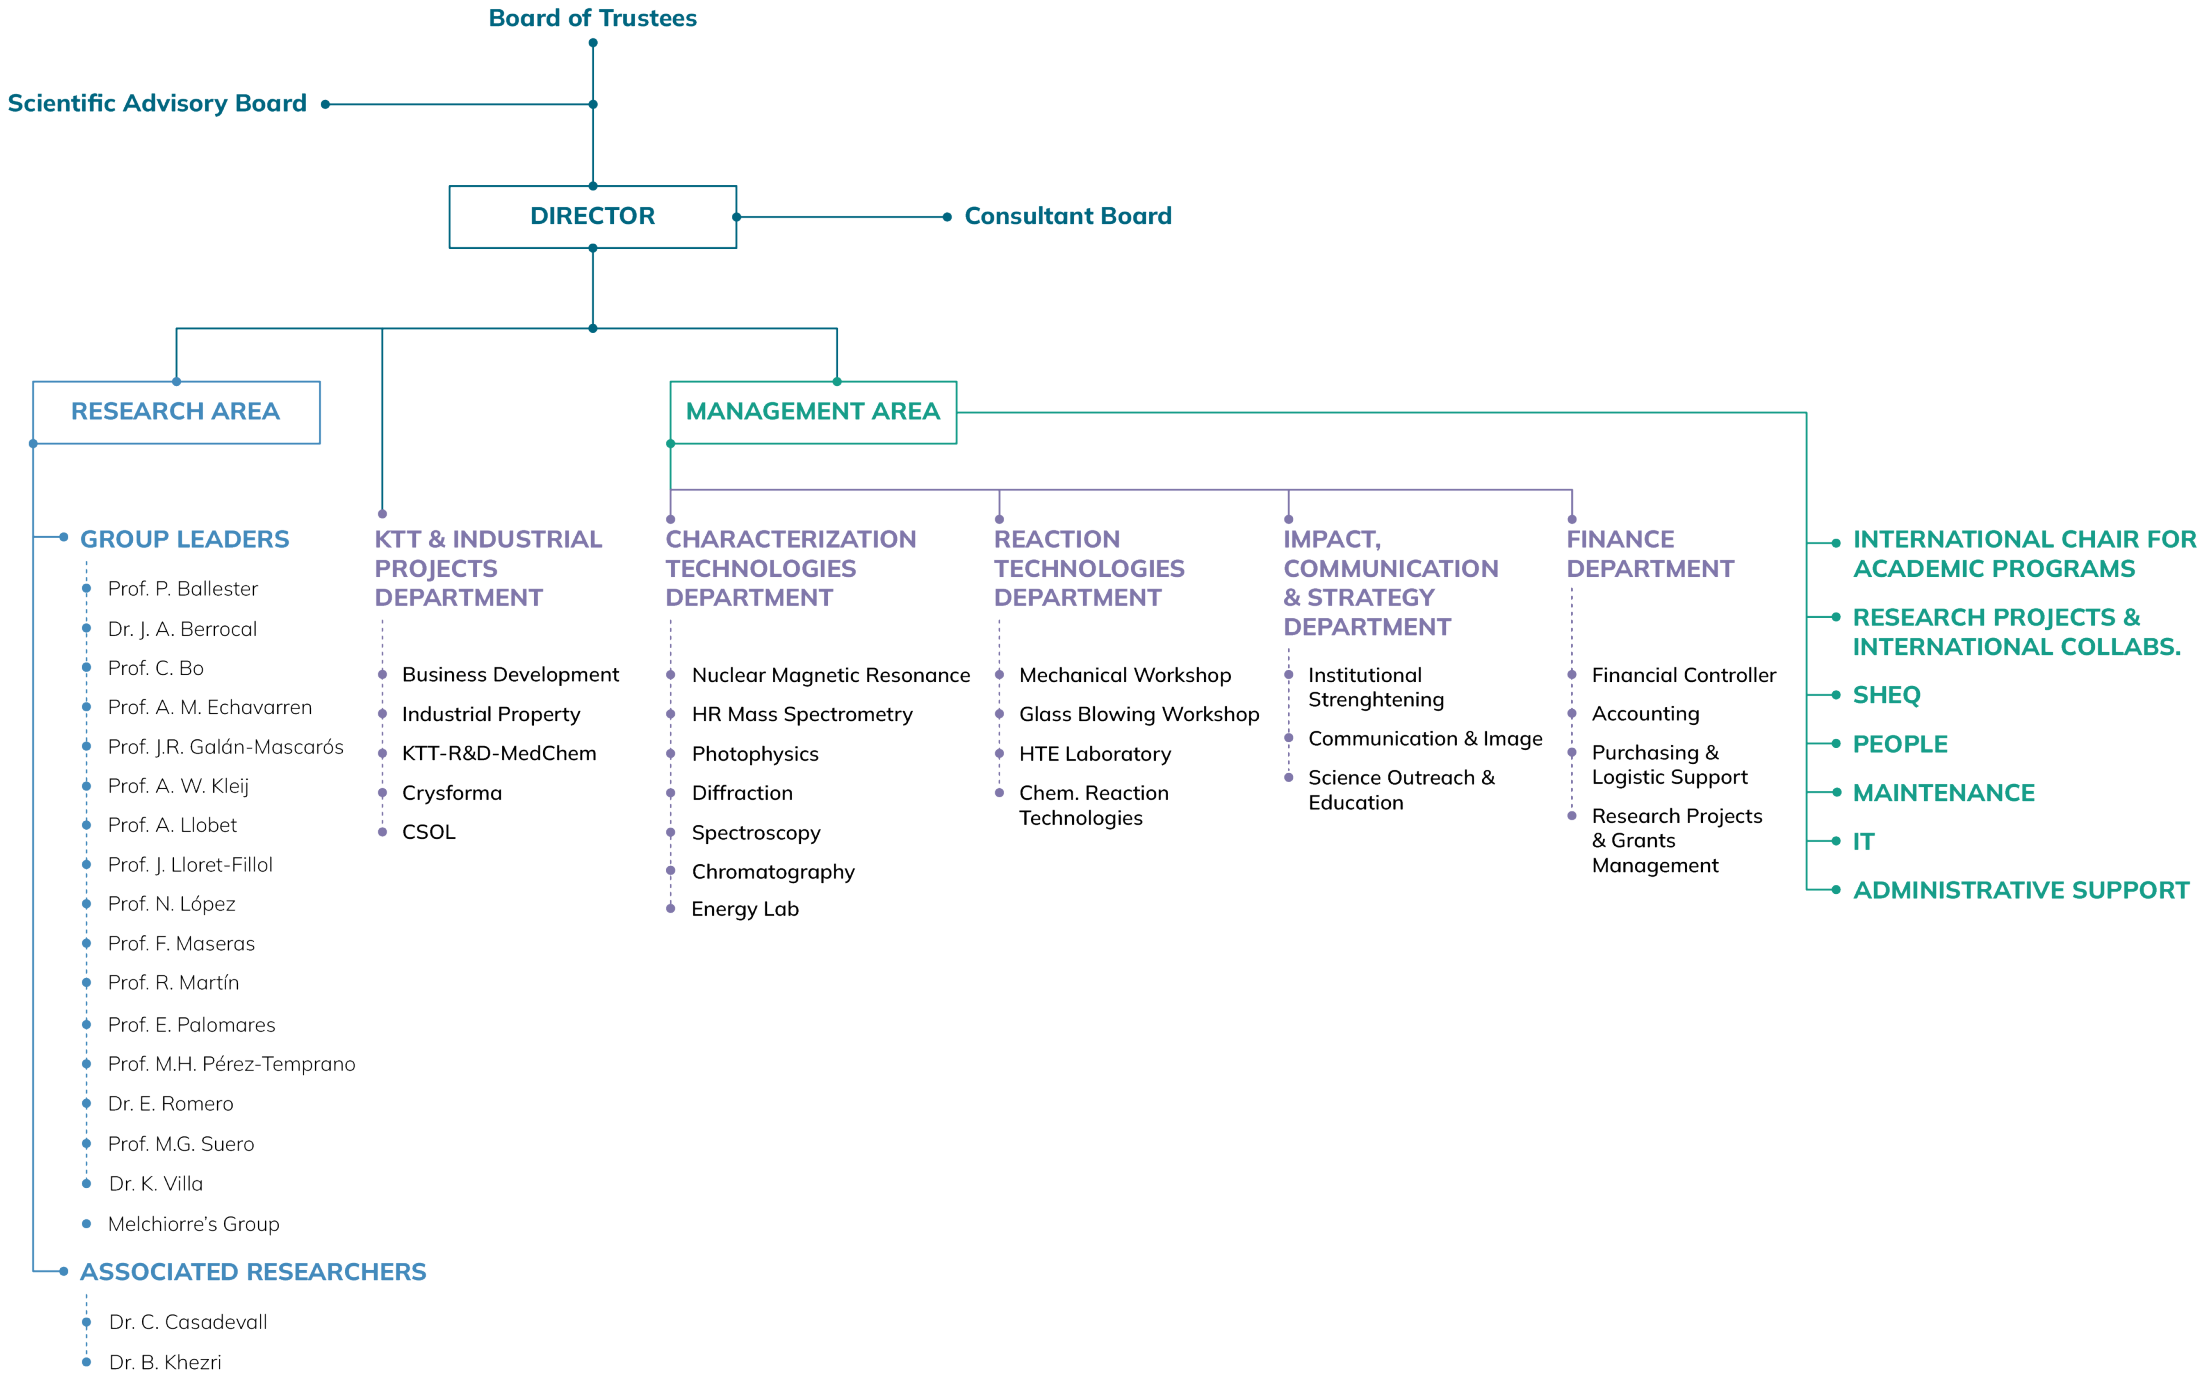 Board of Trustees
Scientific Advisory Board
DIRECTOR
Consultant Board
RESEARCH AREA
MANAGEMENT AREA
GROUP LEADERS
Prof. P. Ballester
Dr. J. A. Berrocal
Prof. C. Bo
Prof. A. M. Echavarren
Prof. J.R. Galán-Mascarós
Prof. A. W. Kleij
Prof. A. Llobet
Prof. J. Lloret-Fillol
Prof. N. López
Prof. F. Maseras
Prof. R. Martín
Prof. E. Palomares
Prof. M.H. Pérez-Temprano
Dr. E. Romero
Prof. M.G. Suero
Dr. K. Villa
Melchiorre’s Group
ASSOCIATED RESEARCHERS
Dr. C. Casadevall
Dr. B. Khezri
KTT & INDUSTRIAL
PROJECTS
DEPARTMENT
Business Development
Industrial Property
KTT-R&D-MedChem
Crysforma
CSOL
CHARACTERIZATION
TECHNOLOGIES
DEPARTMENT
Nuclear Magnetic Resonance
HR Mass Spectrometry
Photophysics
Diffraction
Spectroscopy
Chromatography
Energy Lab
REACTION
TECHNOLOGIES
DEPARTMENT
Mechanical Workshop
Glass Blowing Workshop
HTE Laboratory
Chem. Reaction
Technologies
IMPACT,
COMMUNICATION
& STRATEGY
DEPARTMENT
Institutional
Strenghtening
Communication & Image
Science Outreach &
Education
FINANCE
DEPARTMENT
Financial Controller
Accounting
Purchasing &
Logistic Support
Research Projects
& Grants
Management
INTERNATIONAL CHAIR FOR
ACADEMIC PROGRAMS
RESEARCH PROJECTS &
INTERNATIONAL COLLABS.
SHEQ
PEOPLE
MAINTENANCE
IT
ADMINISTRATIVE SUPPORT